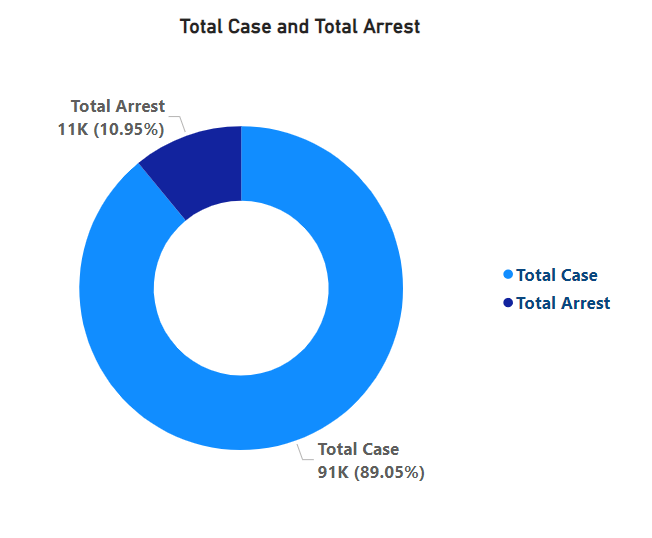 Total Case and Total Arrest
Total Arrest
11K (10.95%)
Total Case
Total Arrest
Total Case
91K (89.05%)